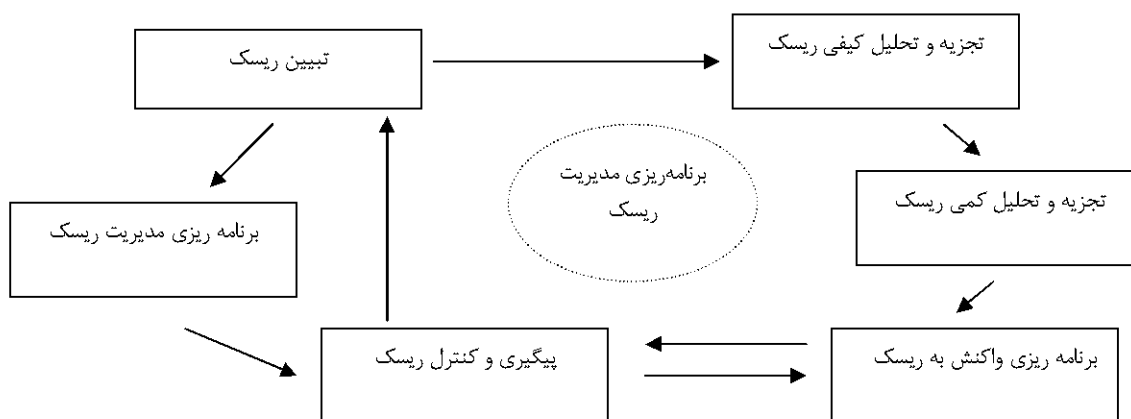 تجزیه و تحلیل کیفی ریسک
تبیین ریسک
برنامه‌ریزی مدیریت
ریسک
تجزیه و تحلیل کمی ریسک
برنامه ریزی مدیریت ریسک
برنامه ریزی واکنش به ریسک
پیگیری و کنترل ریسک